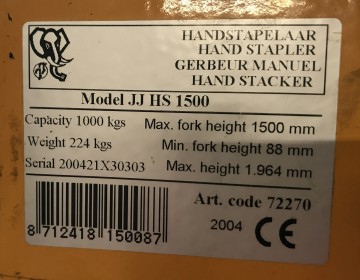 HANDSTAPELAAR
HAND STAPLER
GERBEUR MANUEL
HAND STACKER
Model JJ HS 1500
Capacity 1000 kgs Max. fork height 1500 mm
Weight 224 kgs Min. fork height 88 mm
Serial 200421X30303 Max. height 1.964 mm
Art. code 72270
2004 CE
8 712418 150087